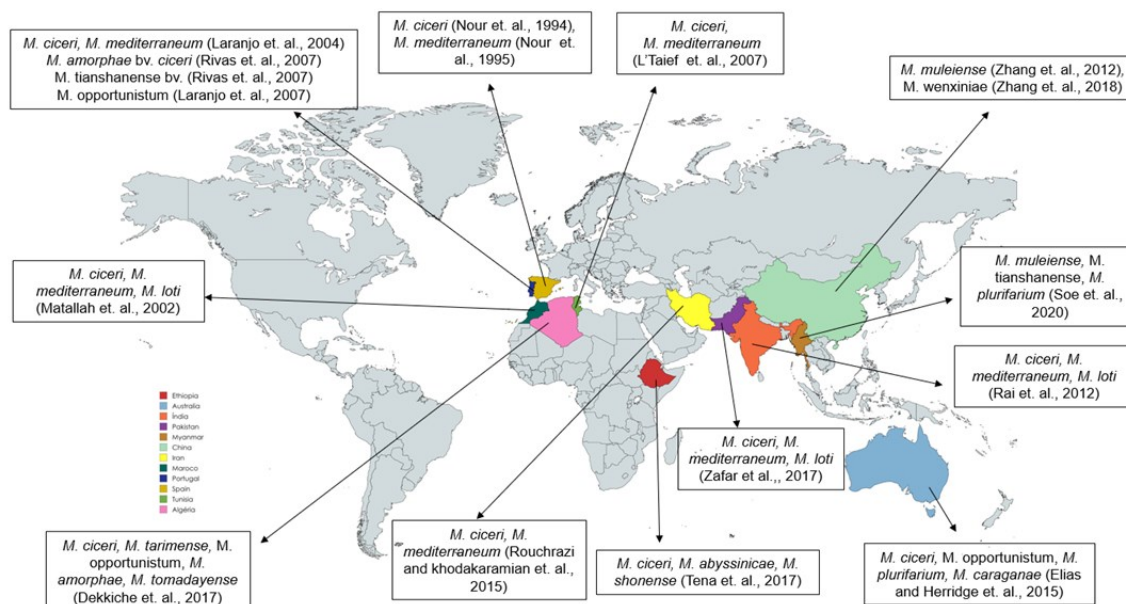 M. ciceri, M. mediterraneum (Laranjo et. al., 2004)
M. amorphae bv. ciceri (Rivas et. al., 2007)
M. tianshanense bv. (Rivas et. al., 2007)
M. opportunistum (Laranjo et. al., 2007)
M. ciceri (Nour et. al., 1994),
M. mediterraneum (Nour et.
al., 1995)
M. ciceri,
M. mediterraneum
(L'Taief et. al., 2007)
M. muleiense (Zhang et. al., 2012),
M. wenxiniae (Zhang et. al., 2018)
M. ciceri, M.
mediterraneum, M. loti
(Matallah et. al., 2002)
M. muleiense, M.
tianshanense, M.
plurifarium (Soe et. al.,
2020)
M. ciceri, M.
mediterraneum, M. loti
(Rai et. al., 2012)
Ethiopia
Australia
Índia
Pakistan
Myanmar
China
Iran
Maroco
Portugal
Spain
Tunisia
Algéria
M. ciceri, M.
mediterraneum, M. loti
(Zafar et al.,, 2017)
M. ciceri, M. tarimense, M.
opportunistum, M.
amorphae, M. tomadayense
(Dekkiche et. al., 2017)
M. ciceri, M.
mediterraneum (Rouchrazi
and khodakaramian et. al.,
2015)
M. ciceri, M. abyssinicae, M.
shonense (Tena et. al., 2017)
M. ciceri, M. opportunistum, M.
plurifarium, M. caraganae (Elias
and Herridge et. al., 2015)